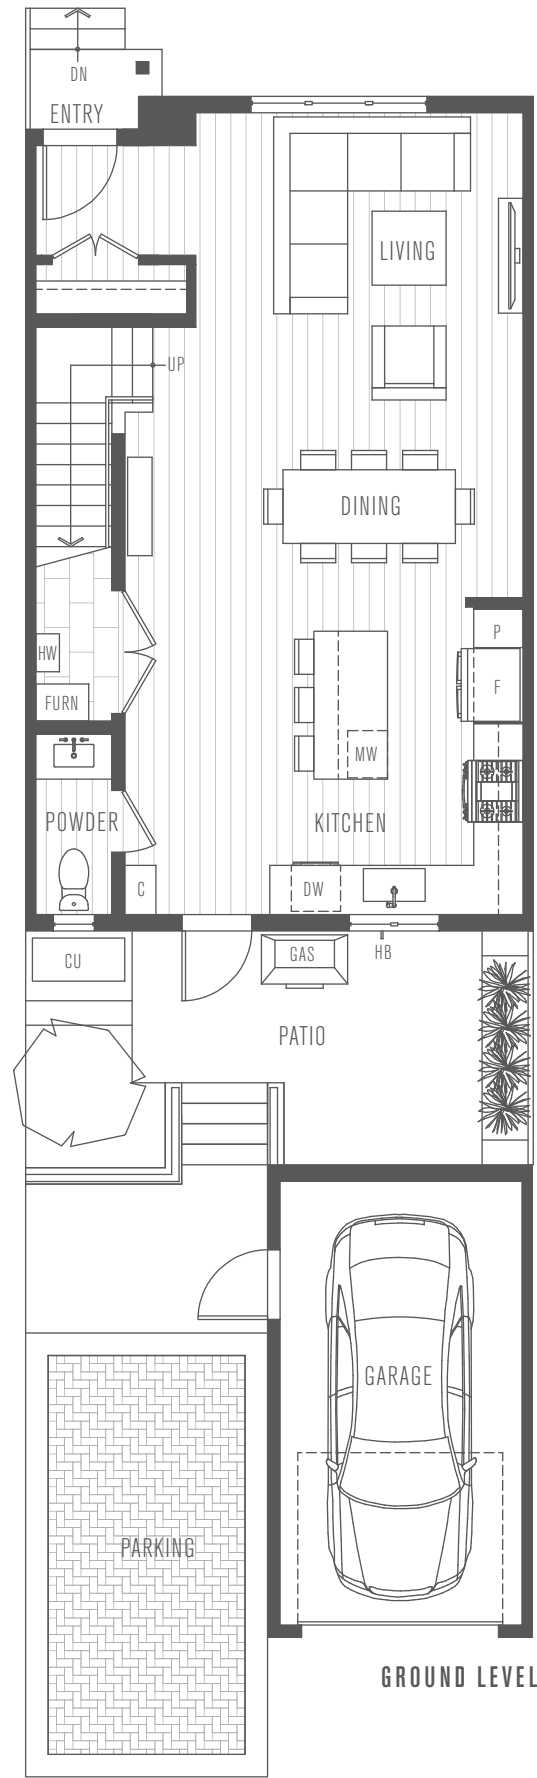 DN
ENTRY
LIVING
UP
DINING
P
HW
F
FURN
MW
POWDER
KITCHEN
C
DW
CU
GAS
HB
PATIO
GARAGE
PARKING
GROUND LEVEL